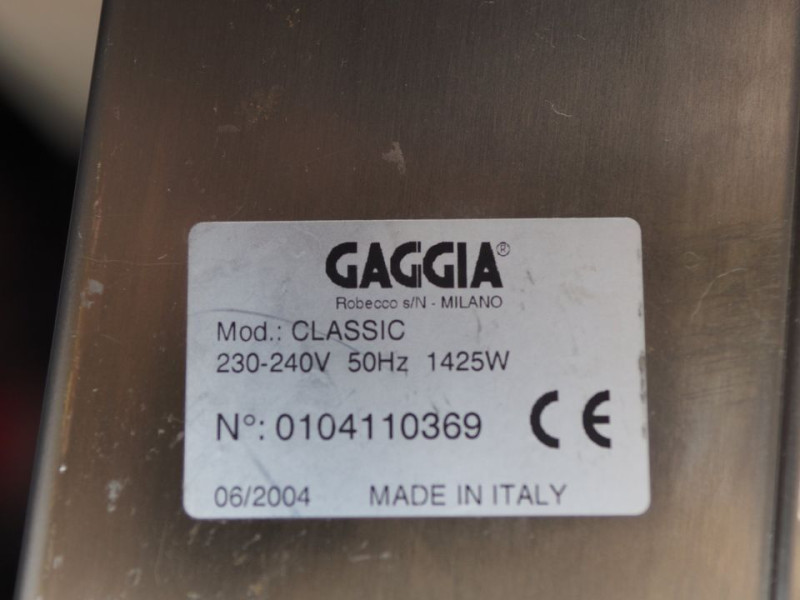 GAGGIA®
Robecco s/N - MILANO
Mod.: CLASSIC
230-240V 50Hz 1425W
N°: 0104110369 CE
06/2004 MADE IN ITALY